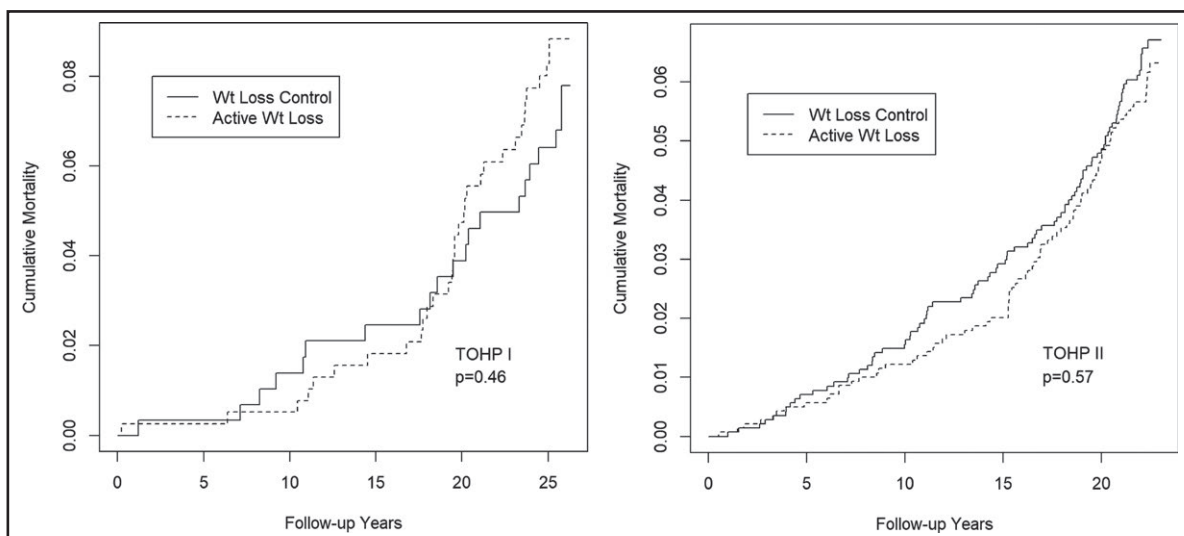 Wt Loss Control
Active Wt Loss
Cumulative Mortality
0.00
0.02
0.04
0.06
0.08
TOHP I
p=0.46
0
5
10
15
20
25
Follow-up Years
Wt Loss Control
Active Wt Loss
Cumulative Mortality
0.00
0.01
0.02
0.03
0.04
0.05
0.06
TOHP II
p=0.57
0
5
10
15
20
Follow-up Years